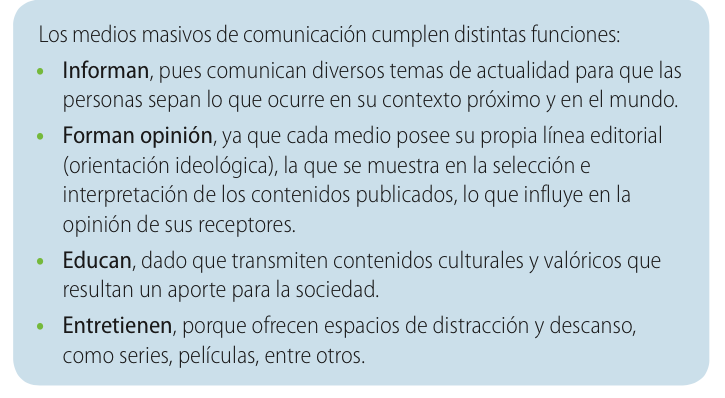 Los medios masivos de comunicación cumplen distintas funciones:
• Informan, pues comunican diversos temas de actualidad para que las
personas sepan lo que ocurre en su contexto próximo y en el mundo.
• Forman opinión, ya que cada medio posee su propia línea editorial
(orientación ideológica), la que se muestra en la selección e
interpretación de los contenidos publicados, lo que influye en la
opinión de sus receptores.
• Educan, dado que transmiten contenidos culturales y valóricos que
resultan un aporte para la sociedad.
• Entretienen, porque ofrecen espacios de distracción y descanso,
como series, películas, entre otros.